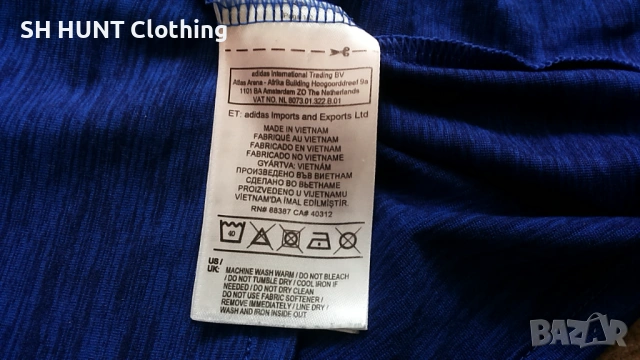 SH HUNT Clothing
adidas International Trading BV
Atlas Arena - Afrika Building Hoogoorddreef 9a
1101 BA Amsterdam ZO The Netherlands
VAT NO. NL 8073.01.322.B.01
ET: adidas Imports and Exports Ltd
MADE IN VIETNAM
FABRIQUÉ AU VIETNAM
FABRICADO EN VIETNAM
FABRICADO NO VIETNAM
GYÁRTVA: VIETNÁM
ПРОИЗВЕДЕНО ВЪВ ВИЕТНАМ
СДЕЛАНО ВО ВЬЕТНАМЕ
PROIZVEDENO U VIJETNAMU
VIETNAM'DA İMAL EDİLMİŞTİR.
RN# 88387 CA# 40312
40
US /
UK:
MACHINE WASH WARM / DO NOT BLEACH
/ DO NOT TUMBLE DRY / COOL IRON IF
NEEDED / DO NOT DRY CLEAN
DO NOT USE FABRIC SOFTENER /
REMOVE IMMEDIATELY / LINE DRY /
WASH AND IRON INSIDE OUT
BAZAR